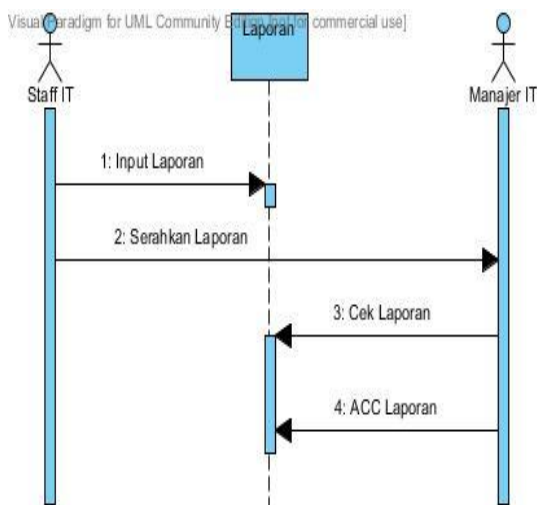 Visual Paradigm for UML Community Edition [not for commercial use]
Laporan
Staff IT
Manajer IT
1: Input Laporan
2: Serahkan Laporan
3: Cek Laporan
4: ACC Laporan